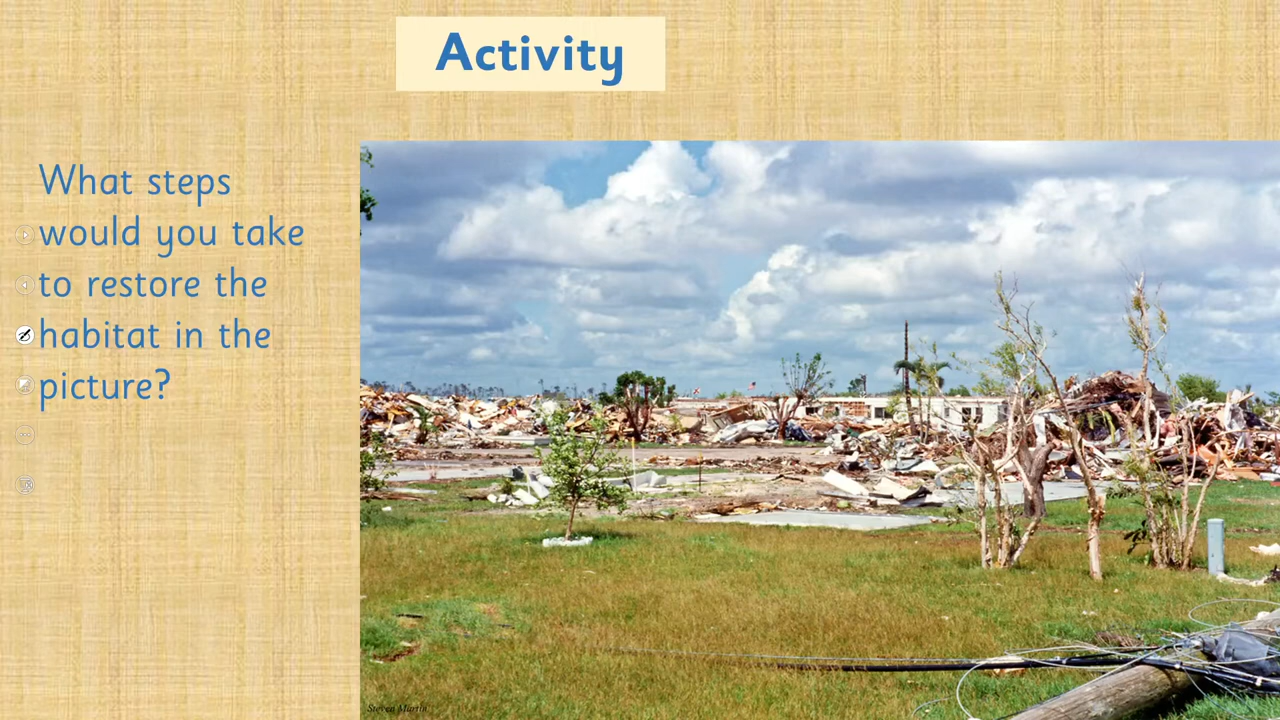 Activity
What steps
would you take
to restore the
habitat in the
picture?
Steven Martin